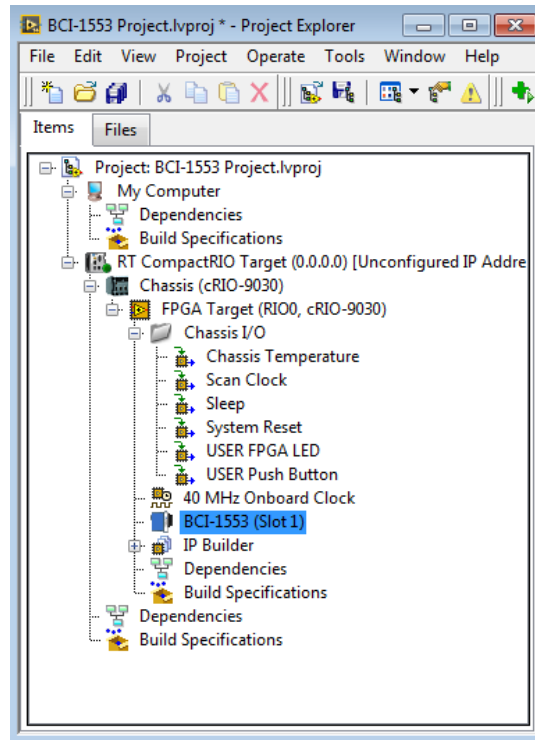 BCI-1553 Project.lvproj * - Project Explorer
File Edit View Project Operate Tools Window Help
Items Files
Project: BCI-1553 Project.lvproj
My Computer
Dependencies
Build Specifications
RT CompactRIO Target (0.0.0.0) [Unconfigured IP Addre
Chassis (cRIO-9030)
FPGA Target (RIO0, cRIO-9030)
Chassis I/O
Chassis Temperature
Scan Clock
Sleep
System Reset
USER FPGA LED
USER Push Button
40 MHz Onboard Clock
BCI-1553 (Slot 1)
IP Builder
Dependencies
Build Specifications
Dependencies
Build Specifications